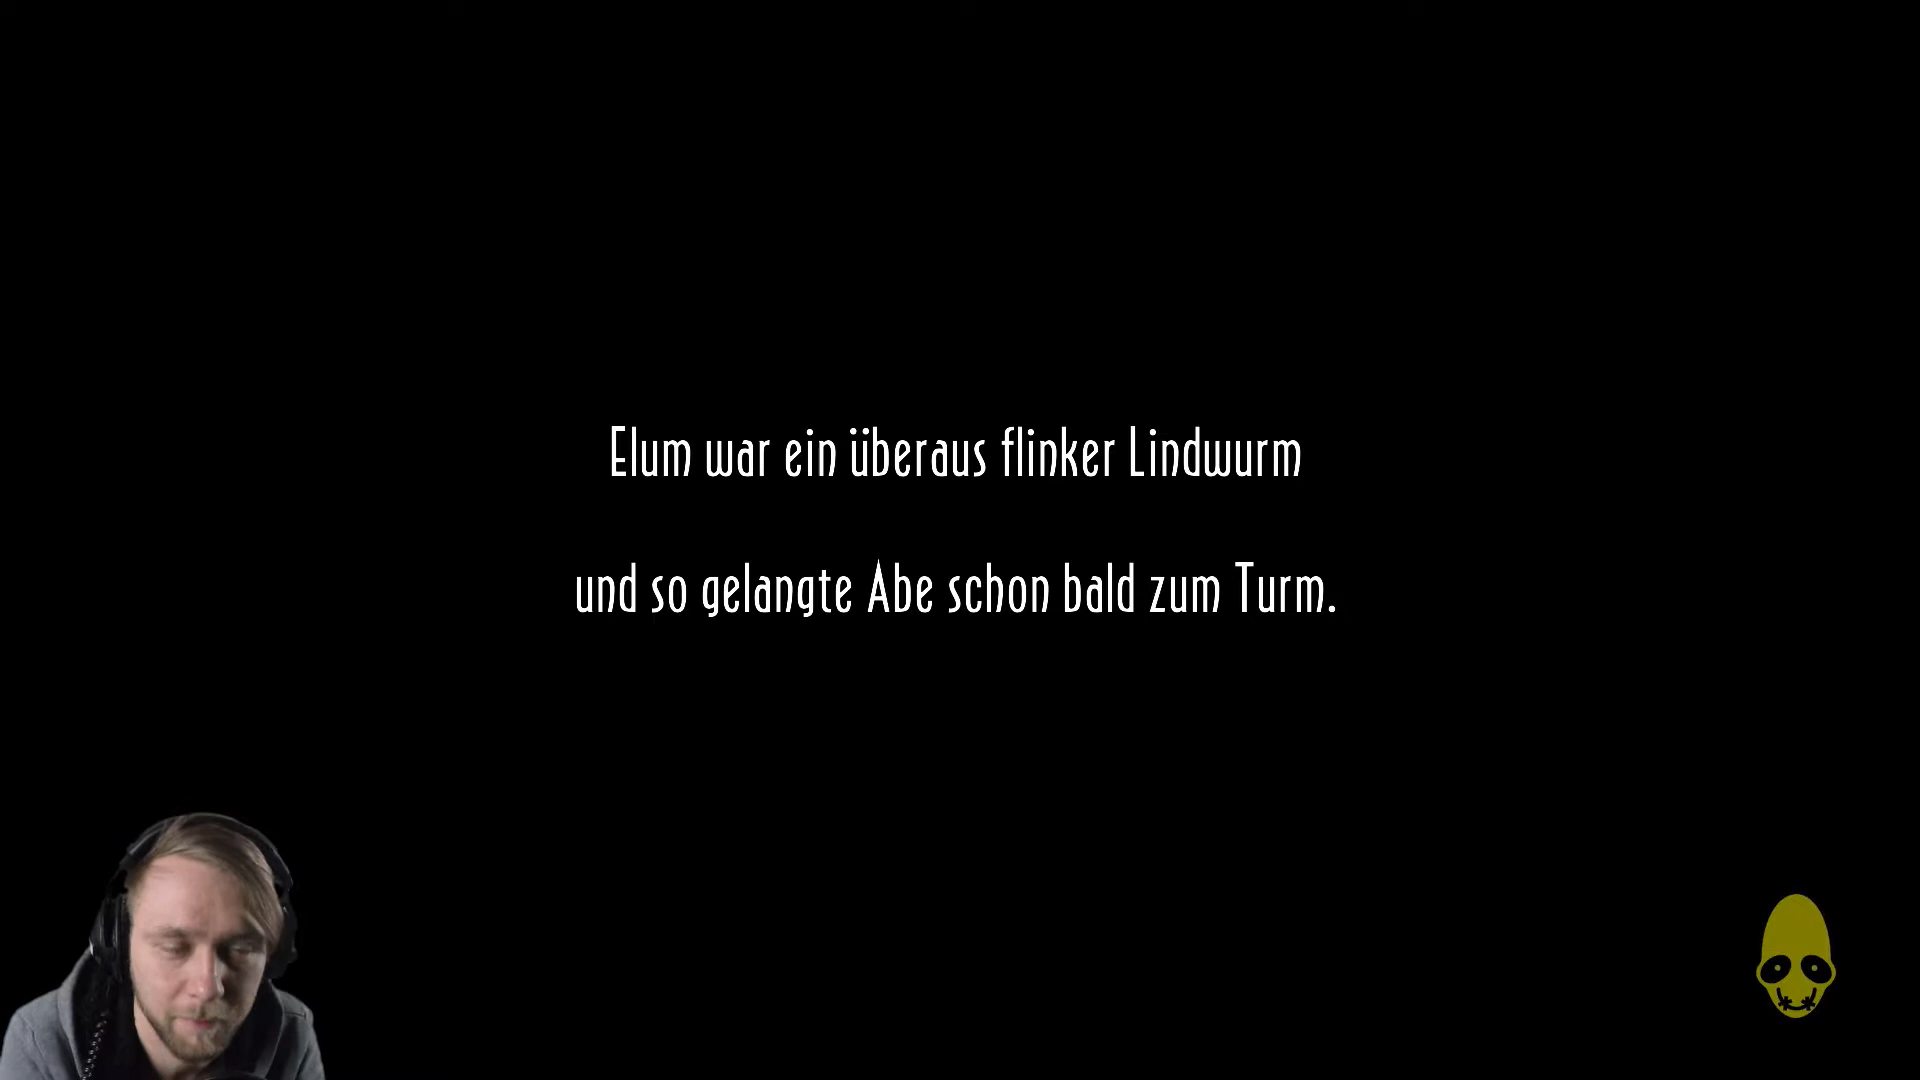 Elum war ein überaus flinker Lindwurm
und so gelangte Abe schon bald zum Turm.